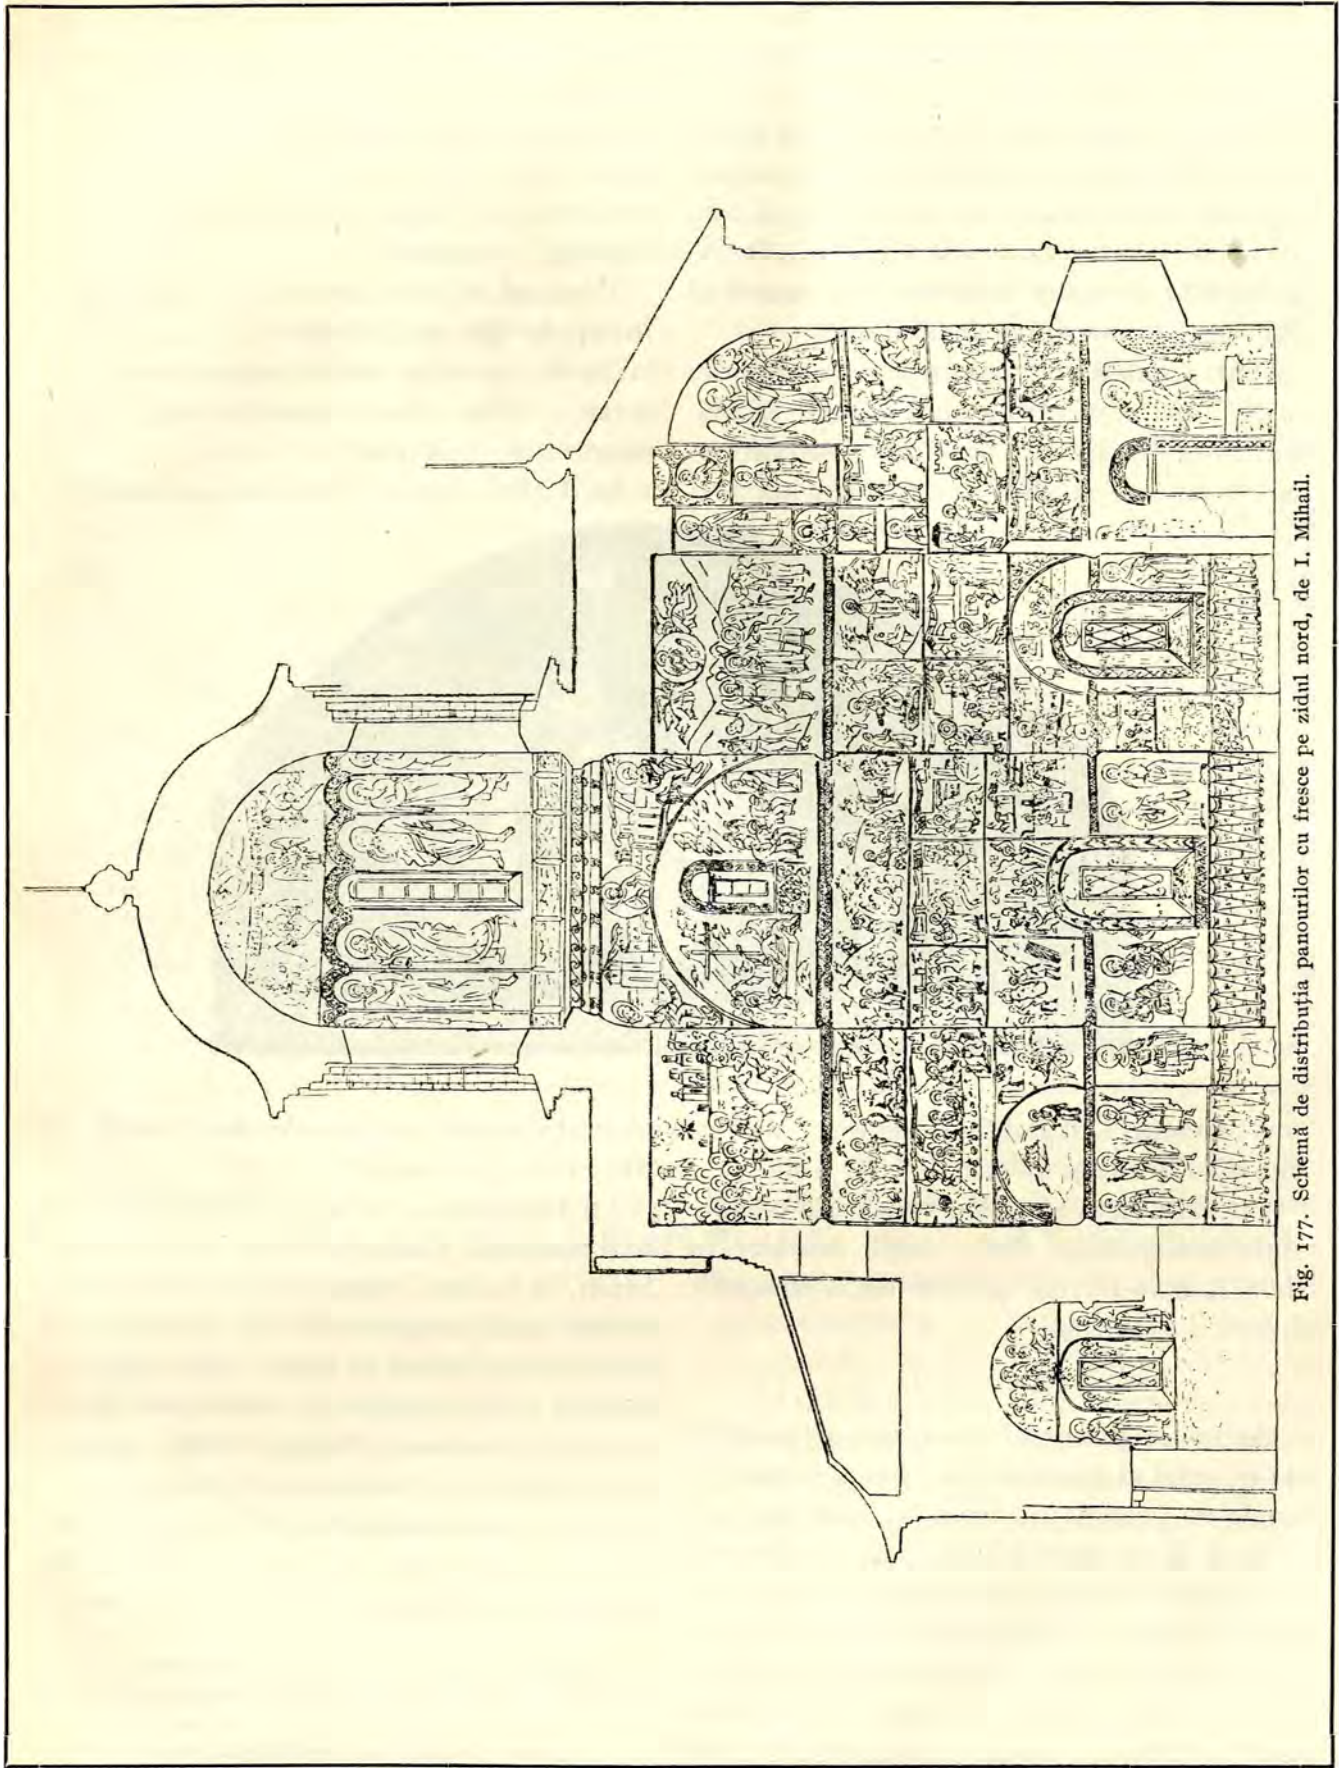 Fig. 177. Schemă de distribuția panourilor cu fresce pe zidul nord, de I. Mihail.